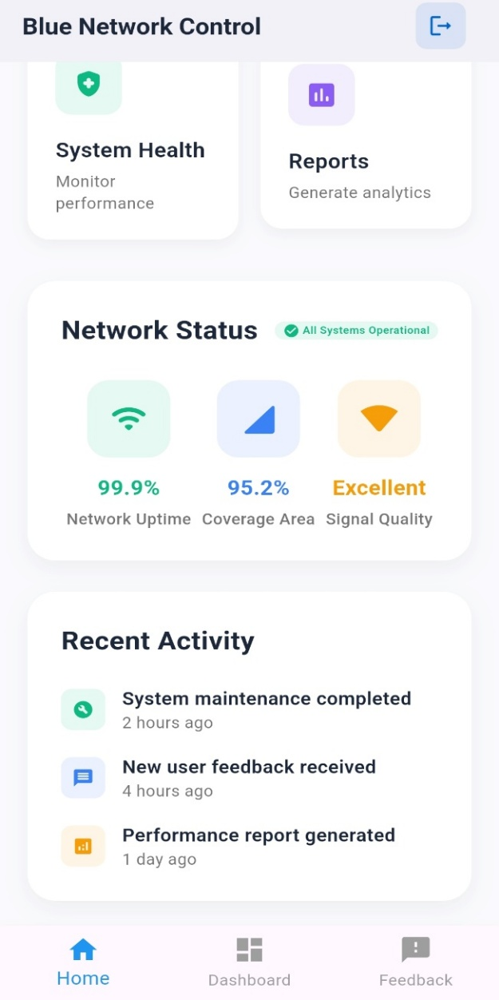 Blue Network Control
System Health
Monitor
performance
Reports
Generate analytics
Network Status
All Systems Operational
99.9%
Network Uptime
95.2%
Coverage Area
Excellent
Signal Quality
Recent Activity
System maintenance completed
2 hours ago
New user feedback received
4 hours ago
Performance report generated
1 day ago
Home
Dashboard
Feedback